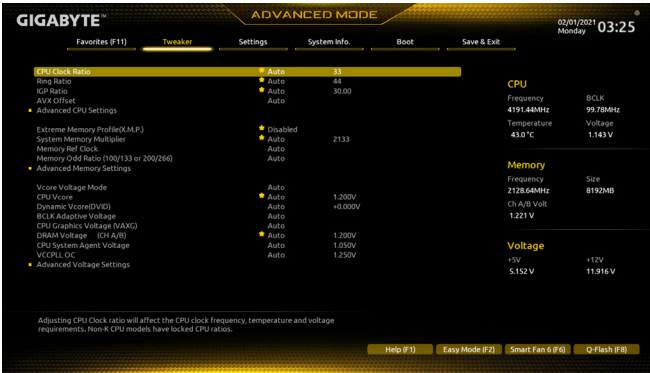 GIGABYTE™
ADVANCED MODE
02/01/2021 Monday 03:25
Favorites (F11) Tweaker Settings System Info. Boot Save & Exit
CPU Clock Ratio Auto 33
Ring Ratio Auto 44
IGP Ratio Auto 30.00
AVX Offset Auto
Advanced CPU Settings
Extreme Memory Profile(X.M.P.) Disabled
System Memory Multiplier Auto 2133
Memory Ref Clock Auto
Memory Odd Ratio (100/133 or 200/266) Auto
Advanced Memory Settings
Vcore Voltage Mode Auto
CPU Vcore Auto 1.200V
Dynamic Vcore(DVID) Auto +0.000V
BCLK Adaptive Voltage Auto
CPU Graphics Voltage (VAXG) Auto
DRAM Voltage (CH A/B) Auto 1.200V
CPU System Agent Voltage Auto 1.050V
VCCPLL OC Auto 1.250V
Advanced Voltage Settings
CPU
Frequency BCLK
4191.44MHz 99.78MHz
Temperature Voltage
43.0°C 1.143 V
Memory
Frequency Size
2128.64MHz 8192MB
Ch A/B Volt
1.221 V
Voltage
+5V +12V
5.152 V 11.916 V
Adjusting CPU Clock ratio will affect the CPU clock frequency, temperature and voltage
requirements. Non-K CPU models have locked CPU ratios.
Help (F1) Easy Mode (F2) Smart Fan 6 (F6) Q-Flash (F8)